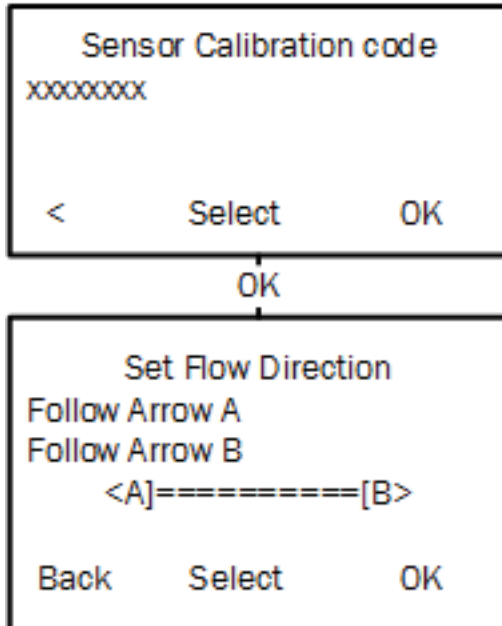 Sensor Calibration code
xxxxxxxx
< Select OK
OK
Set Flow Direction
Follow Arrow A
Follow Arrow B
<A]==========[B>
Back Select OK